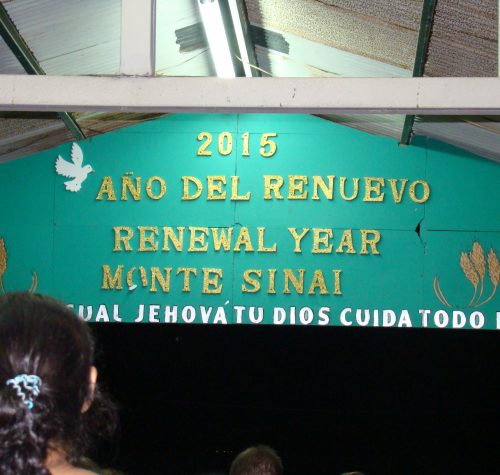 2015
AÑO DEL RENUEVO
RENEWAL YEAR
MONTE SINAI
JEHOVÁ TU DIOS CUIDA TODO